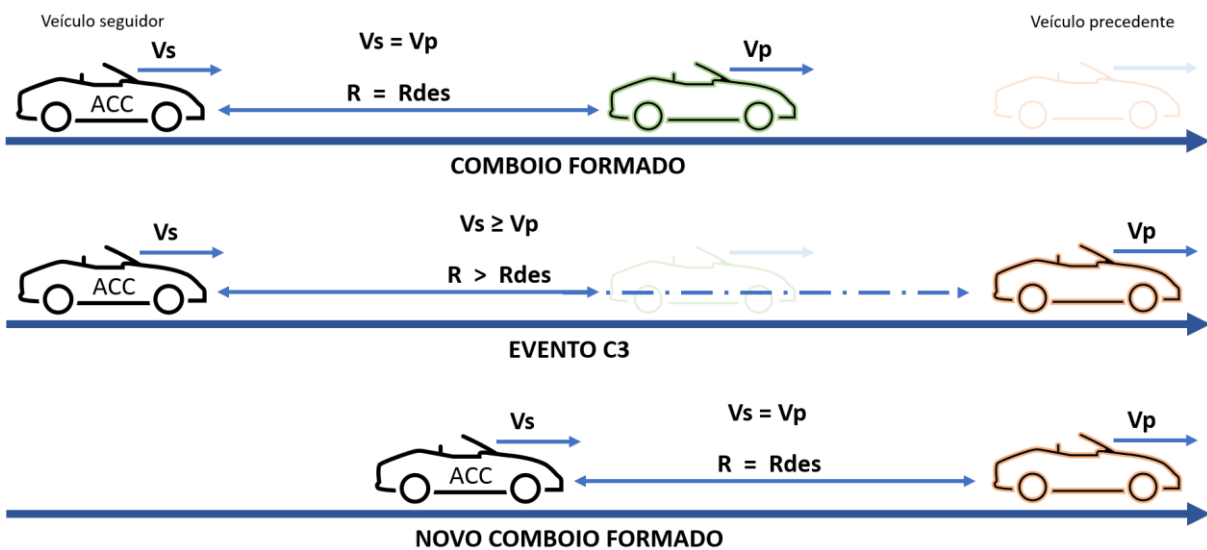 Veículo seguidor
Veículo precedente
Vs
Vs = Vp
Vp
R = Rdes
ACC
COMBOIO FORMADO
Vs
Vs ≥ Vp
Vp
R > Rdes
ACC
EVENTO C3
Vs
Vs = Vp
Vp
R = Rdes
ACC
NOVO COMBOIO FORMADO